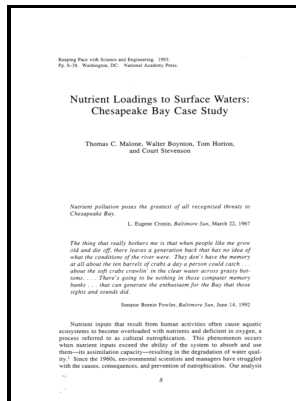 Keeping Pace with Science and Engineering. 1993.
Pp. 8–38. Washington, DC: National Academy Press.
Nutrient Loadings to Surface Waters:
Chesapeake Bay Case Study
Thomas C. Malone, Walter Boynton, Tom Horton,
and Court Stevenson
Nutrient pollution poses the greatest of all recognized threats to
Chesapeake Bay.
L. Eugene Cronin, Baltimore Sun, March 22, 1967
The thing that really bothers me is that when people like me grow
old and die off, there leaves a generation back that has no idea of
what the conditions of the river were. They don't have the memory
at all about the ten barrels of crabs a day a person could catch . . .
about the soft crabs crawlin' in the clear water across grassy bot-
toms. . . . There's going to be nothing in those computer memory
banks . . . that can generate the enthusiasm for the Bay that those
sights and sounds did.
Senator Bernie Fowler, Baltimore Sun, June 14, 1992
Nutrient inputs that result from human activities often cause aquatic
ecosystems to become overloaded with nutrients and deficient in oxygen, a
process referred to as cultural eutrophication. This phenomenon occurs
when nutrient inputs exceed the ability of the system to absorb and use
them—its assimilation capacity—resulting in the degradation of water qual-
ity.¹ Since the 1960s, environmental scientists and managers have struggled
with the causes, consequences, and prevention of eutrophication. Our analysis
8